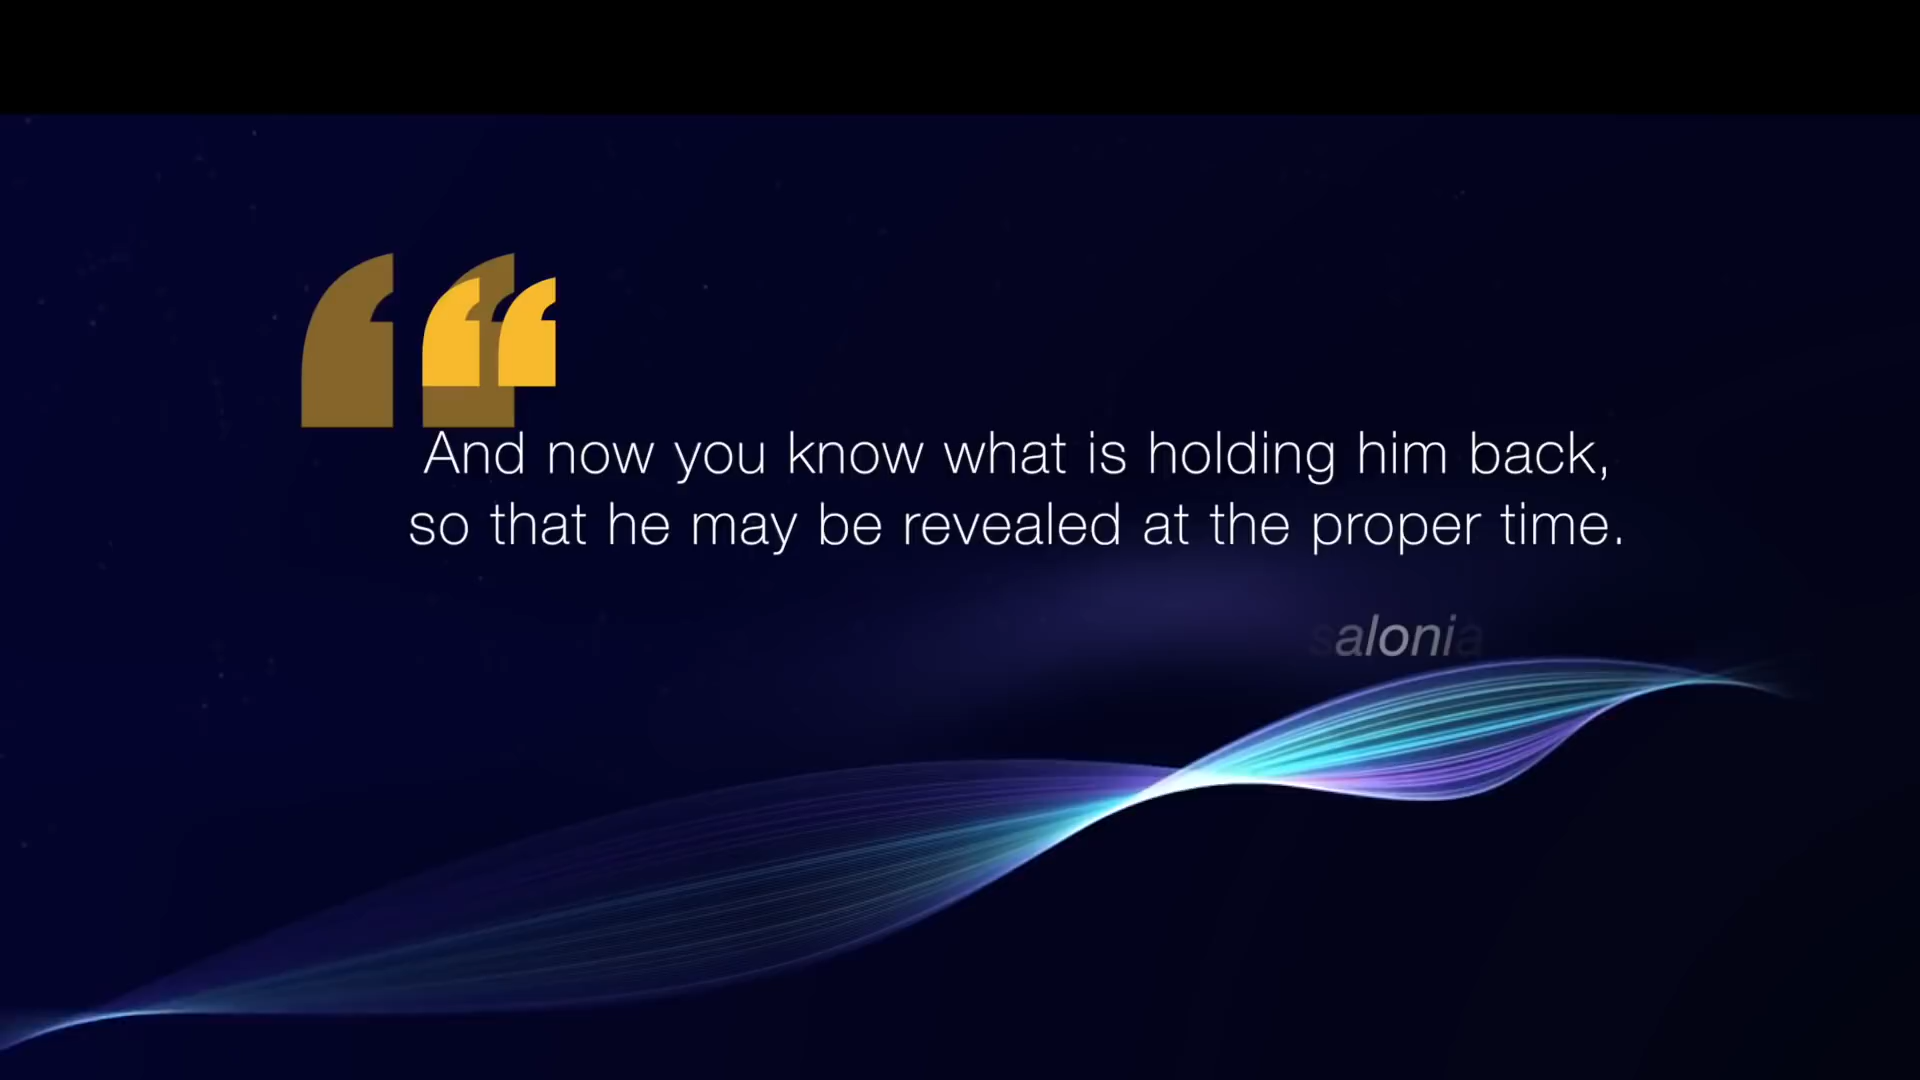 And now you know what is holding him back,
so that he may be revealed at the proper time.